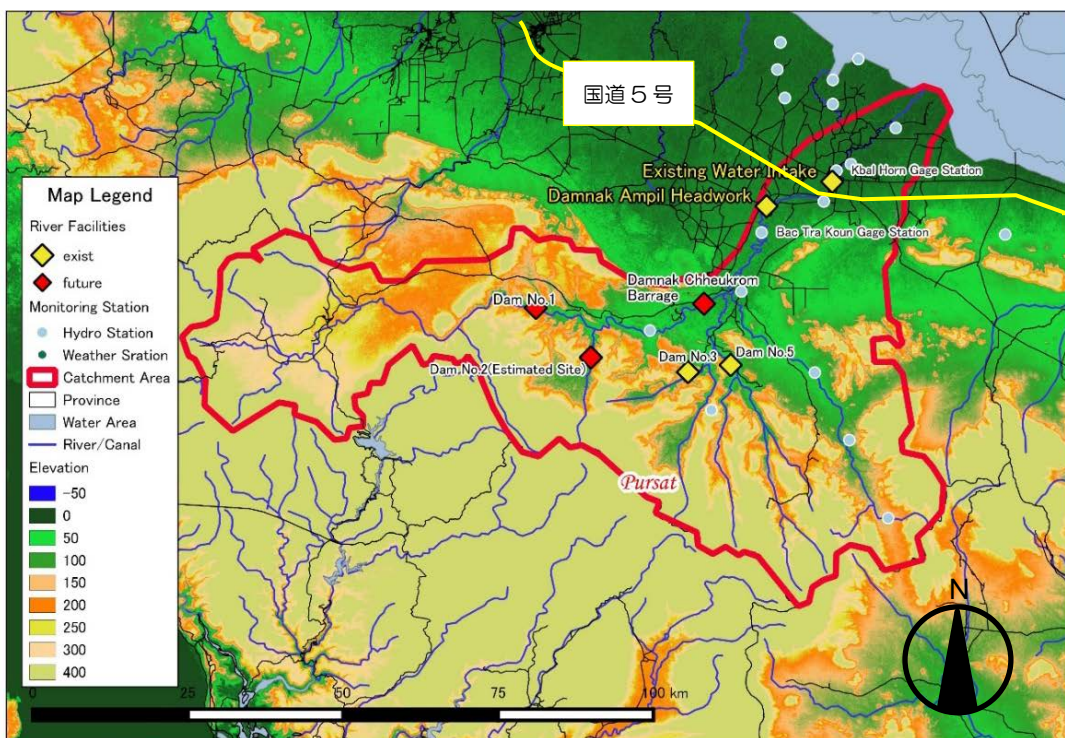 国道5号
Existing Water Intake
Kbal Horn Gage Station
Damnak Ampil Headwork
Bac Tra Koun Gage Station
Damnak Chheukrom
Barrage
Dam No.1
Dam No.2(Estimated Site)
Dam No.3
Dam No.5
Pursat
N
Map Legend
River Facilities
exist
future
Monitoring Station
Hydro Station
Weather Sration
Catchment Area
Province
Water Area
River/Canal
Elevation
-50
0
50
100
150
200
250
300
400
0
25
50
75
100 km